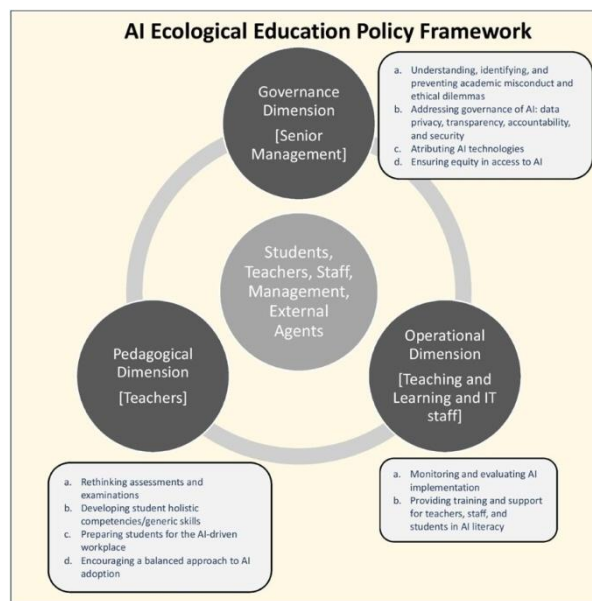 AI Ecological Education Policy Framework
Governance
Dimension
[Senior
Management]
a. Understanding, identifying, and
preventing academic misconduct and
ethical dilemmas
b. Addressing governance of AI: data
privacy, transparency, accountability,
and security
c. Atributing AI technologies
d. Ensuring equity in access to AI
Students,
Teachers, Staff,
Management,
External
Agents
Pedagogical
Dimension
[Teachers]
Operational
Dimension
[Teaching and
Learning and IT
staff]
a. Rethinking assessments and
examinations
b. Developing student holistic
competencies/generic skills
c. Preparing students for the AI-driven
workplace
d. Encouraging a balanced approach to AI
adoption
a. Monitoring and evaluating AI
implementation
b. Providing training and support
for teachers, staff, and
students in AI literacy